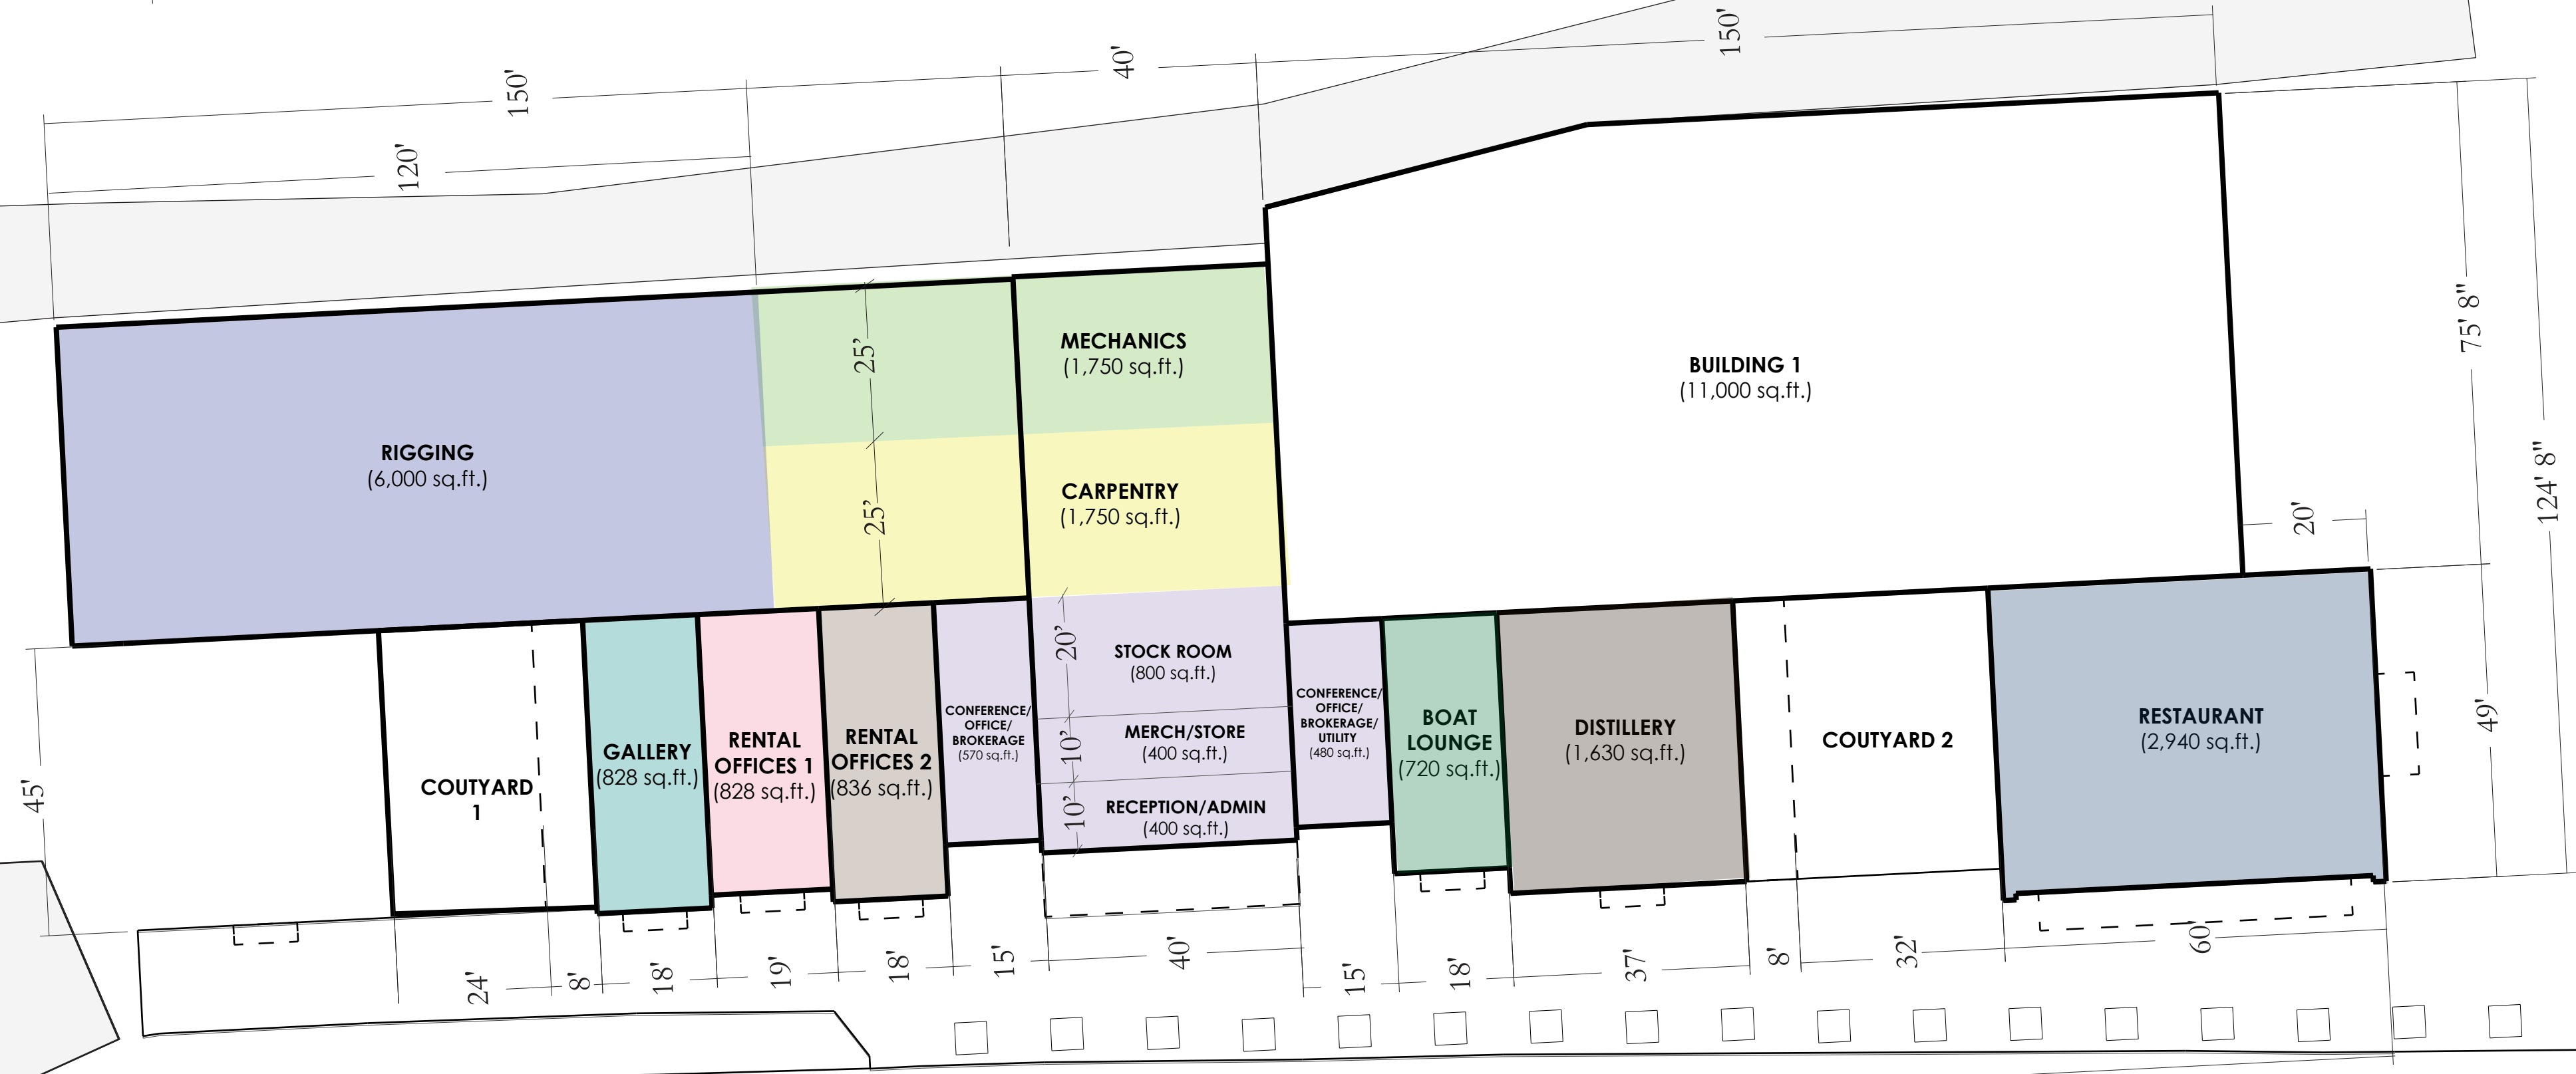 150'
40'
150'
120'
75' 8"
124' 8"
25'
MECHANICS
(1,750 sq.ft.)
BUILDING 1
(11,000 sq.ft.)
RIGGING
(6,000 sq.ft.)
25'
CARPENTRY
(1,750 sq.ft.)
20'
45'
COUTYARD
1
GALLERY
(828 sq.ft.)
RENTAL
OFFICES 1
(828 sq.ft.)
RENTAL
OFFICES 2
(836 sq.ft.)
CONFERENCE/
OFFICE/
BROKERAGE
(570 sq.ft.)
20'
STOCK ROOM
(800 sq.ft.)
10'
MERCH/STORE
(400 sq.ft.)
10'
RECEPTION/ADMIN
(400 sq.ft.)
CONFERENCE/
OFFICE/
BROKERAGE/
UTILITY
(480 sq.ft.)
BOAT
LOUNGE
(720 sq.ft.)
DISTILLERY
(1,630 sq.ft.)
COUTYARD 2
RESTAURANT
(2,940 sq.ft.)
49'
24'
8'
18'
19'
18'
15'
40'
15'
18'
37'
8'
32'
60'